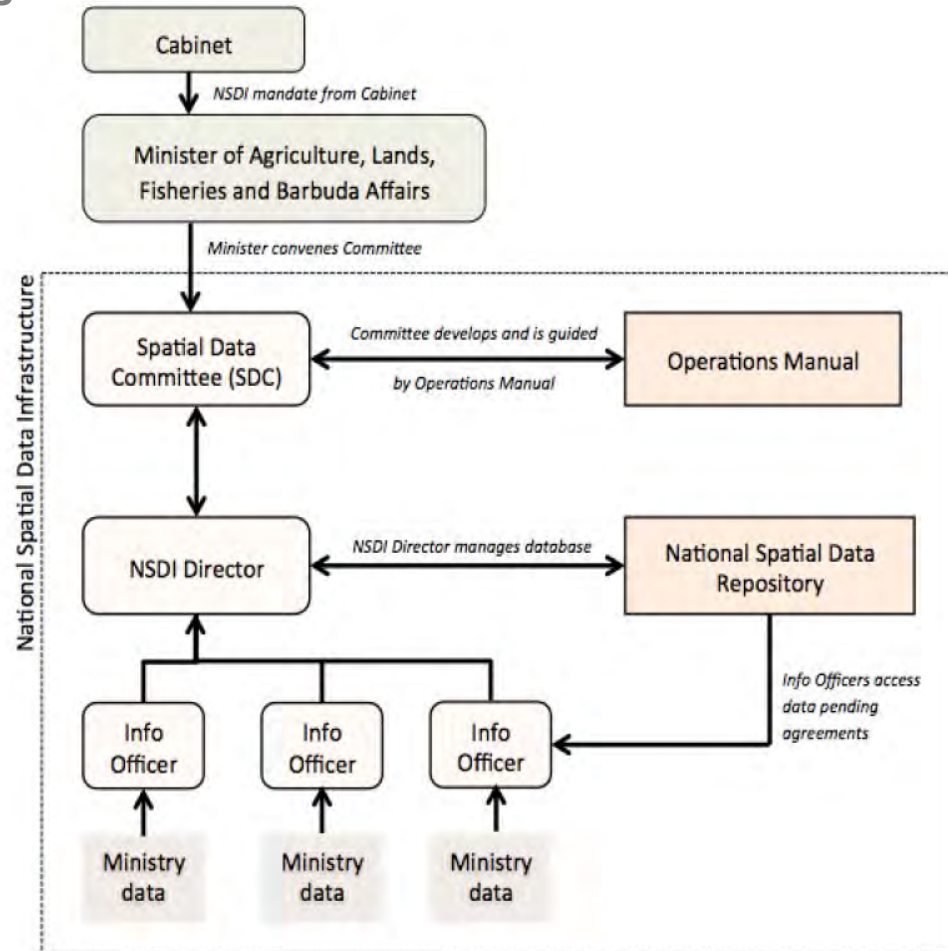 Cabinet
NSDI mandate from Cabinet
Minister of Agriculture, Lands,
Fisheries and Barbuda Affairs
Minister convenes Committee
National Spatial Data Infrastructure
Spatial Data
Committee (SDC)
Committee develops and is guided
by Operations Manual
Operations Manual
NSDI Director
NSDI Director manages database
National Spatial Data
Repository
Info Officers access
data pending
agreements
Info
Officer
Info
Officer
Info
Officer
Ministry
data
Ministry
data
Ministry
data